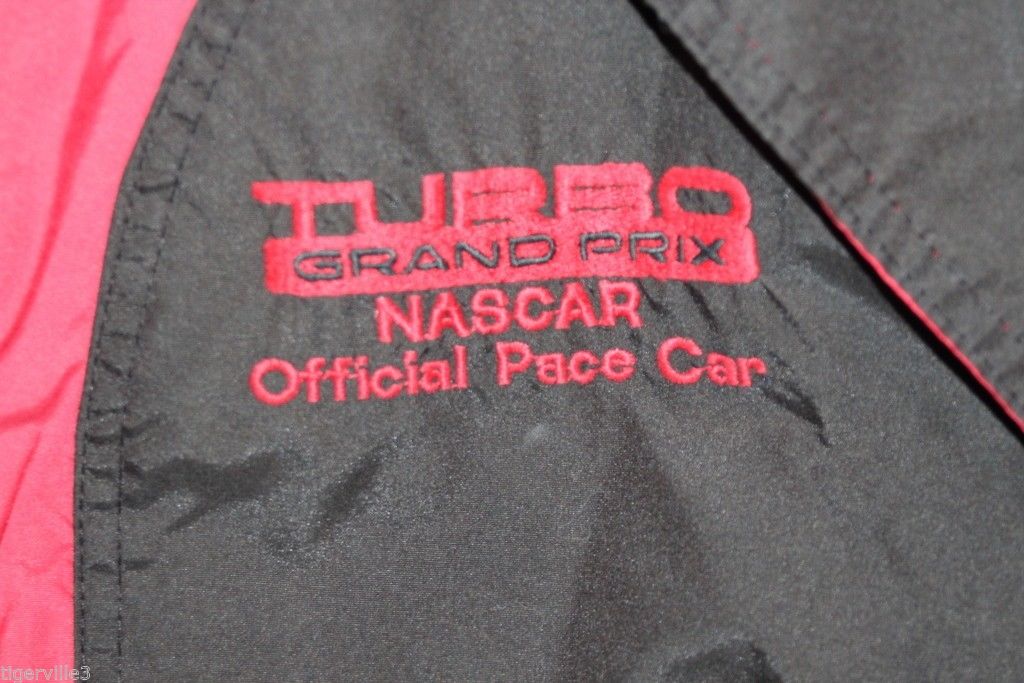 TURBO
GRAND PRIX
NASCAR
Official Pace Car
tigerville3